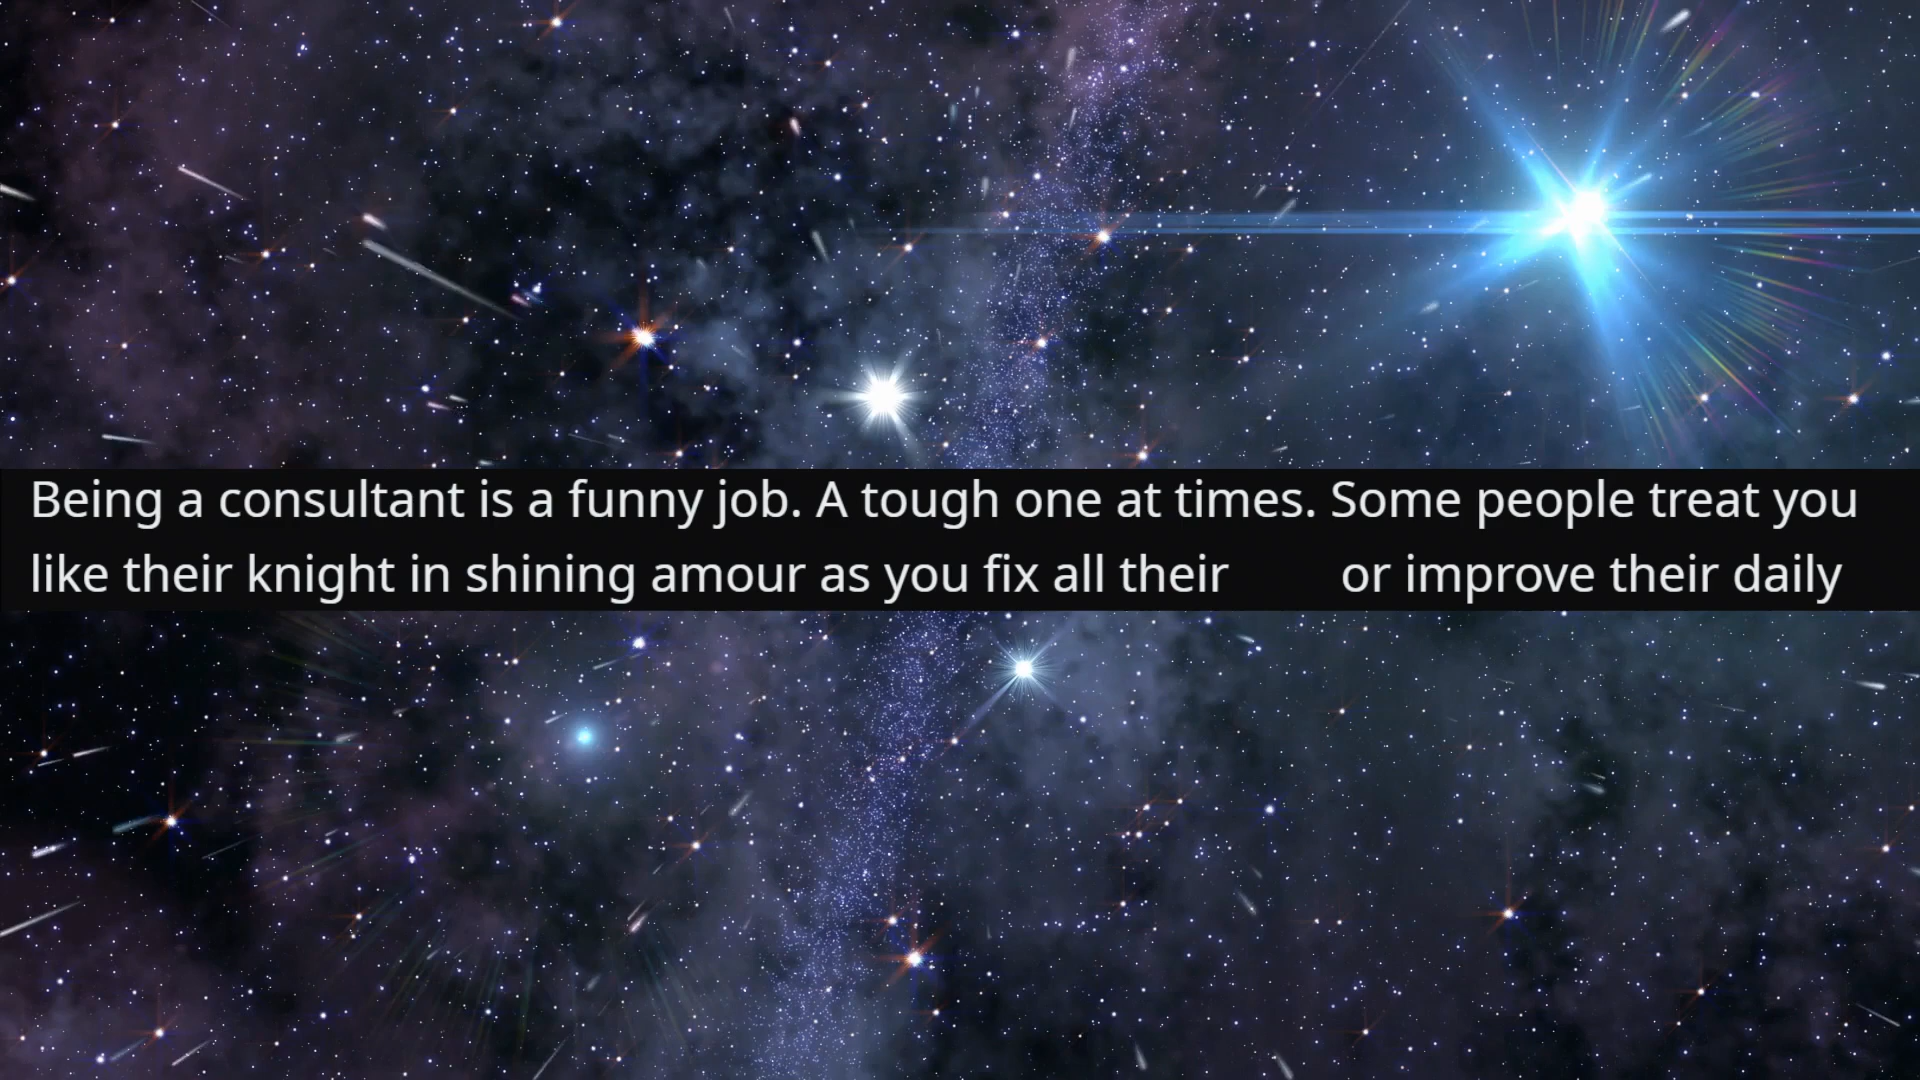 Being a consultant is a funny job. A tough one at times. Some people treat you
like their knight in shining amour as you fix all their or improve their daily